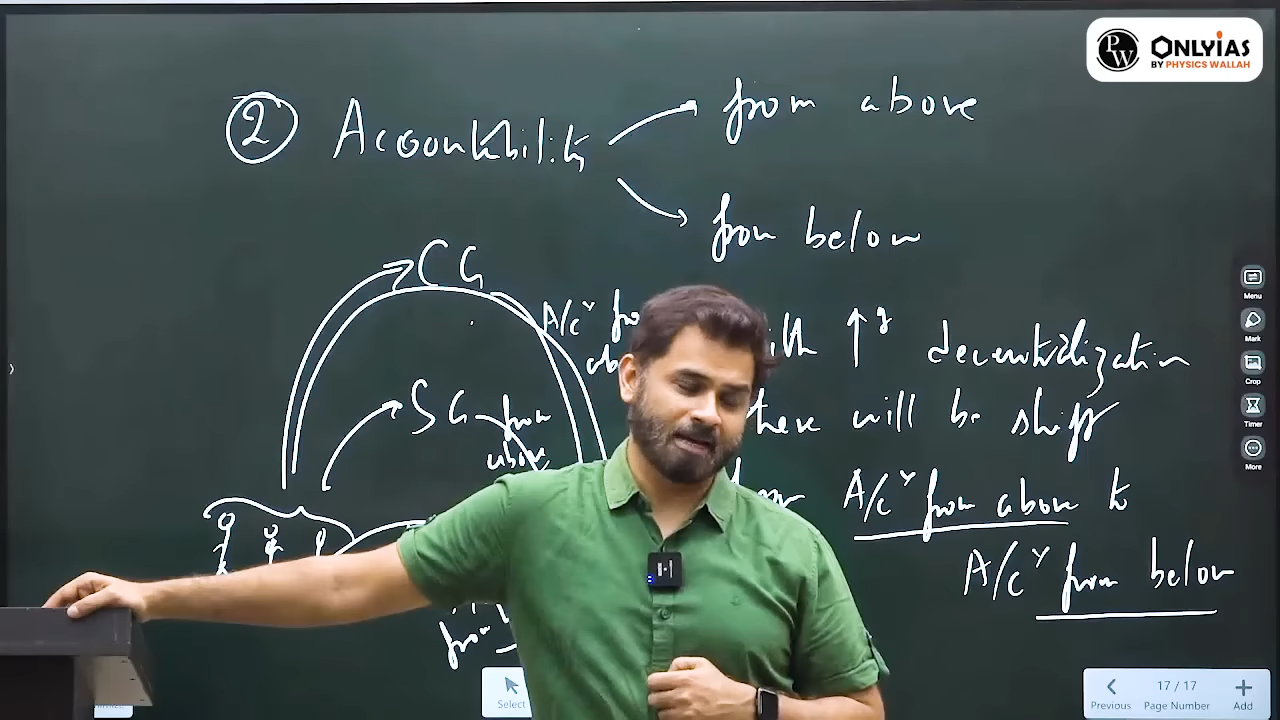 PW ONLYIAS
BY PHYSICS WALLAH
② Accountability
from above
from below
CG
A/cʸ
SG
from
above
↑g decentralization
there will be shift
A/cʸ from above to
A/cʸ from below
from
Menu
Mark
Crop
Timer
More
Select
Previous
17 / 17
Page Number
Add